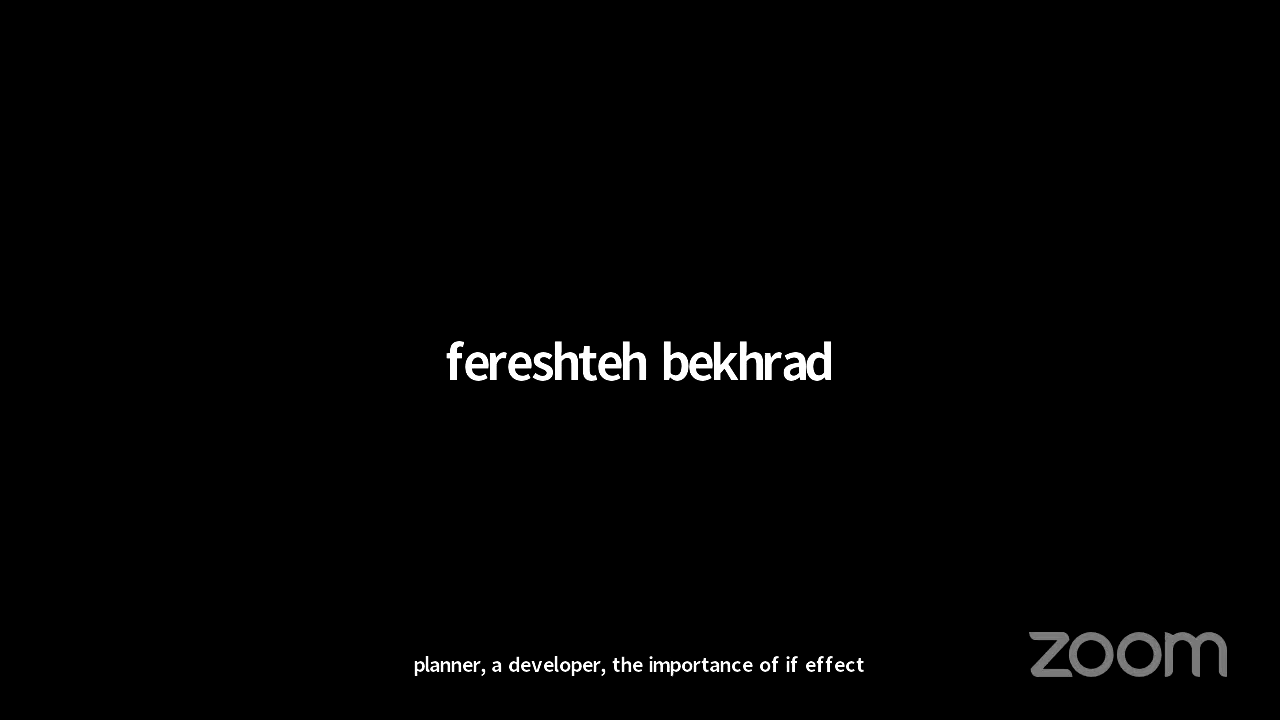 fereshteh bekhrad
planner, a developer, the importance of if effect
zoom